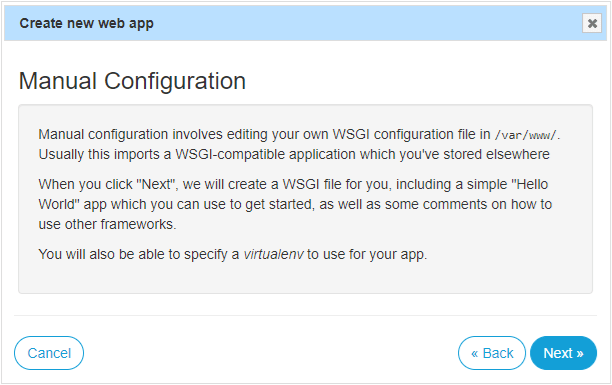 Create new web app
Manual Configuration
Manual configuration involves editing your own WSGI configuration file in /var/www/.
Usually this imports a WSGI-compatible application which you've stored elsewhere
When you click "Next", we will create a WSGI file for you, including a simple "Hello
World" app which you can use to get started, as well as some comments on how to
use other frameworks.
You will also be able to specify a virtualenv to use for your app.
Cancel
« Back
Next »